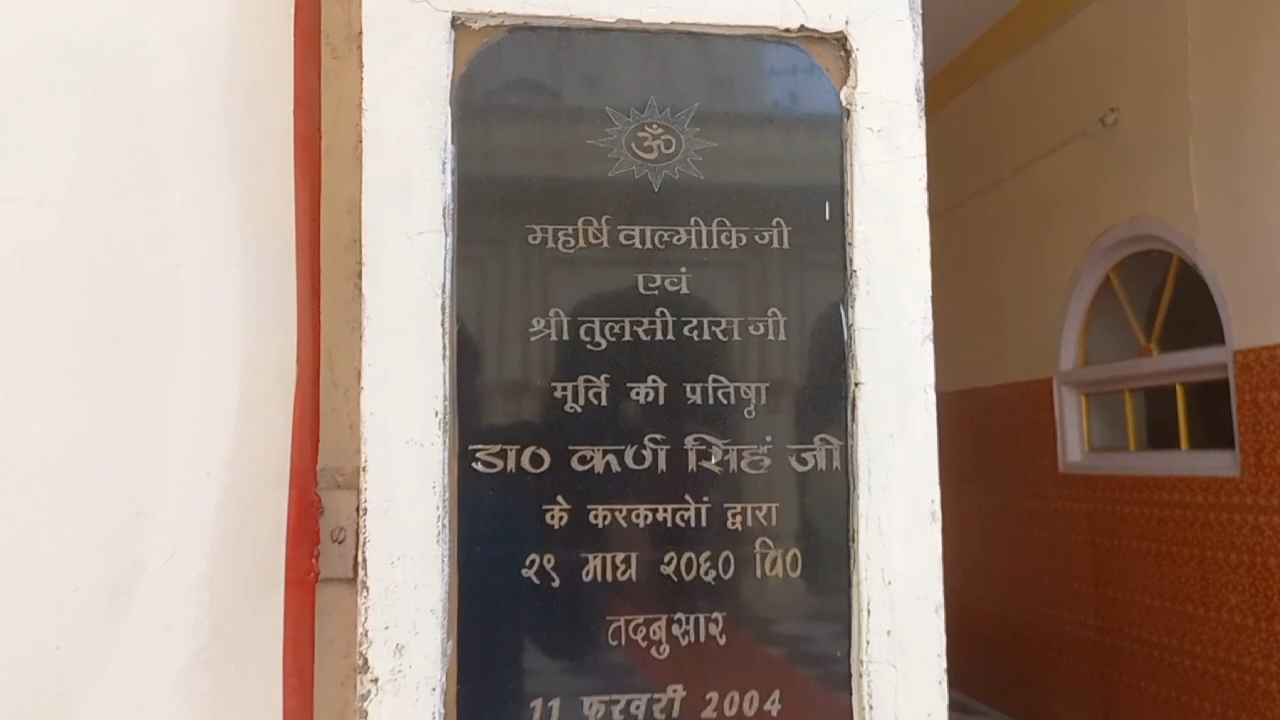 ॐ
महर्षि वाल्मीकि जी
एवं
श्री तुलसी दास जी
मूर्ति की प्रतिष्ठा
डा० कर्ण सिहं जी
के करकमलों द्वारा
२९ माघ २०६० वि०
तदनुसार
11 फरवरी 2004